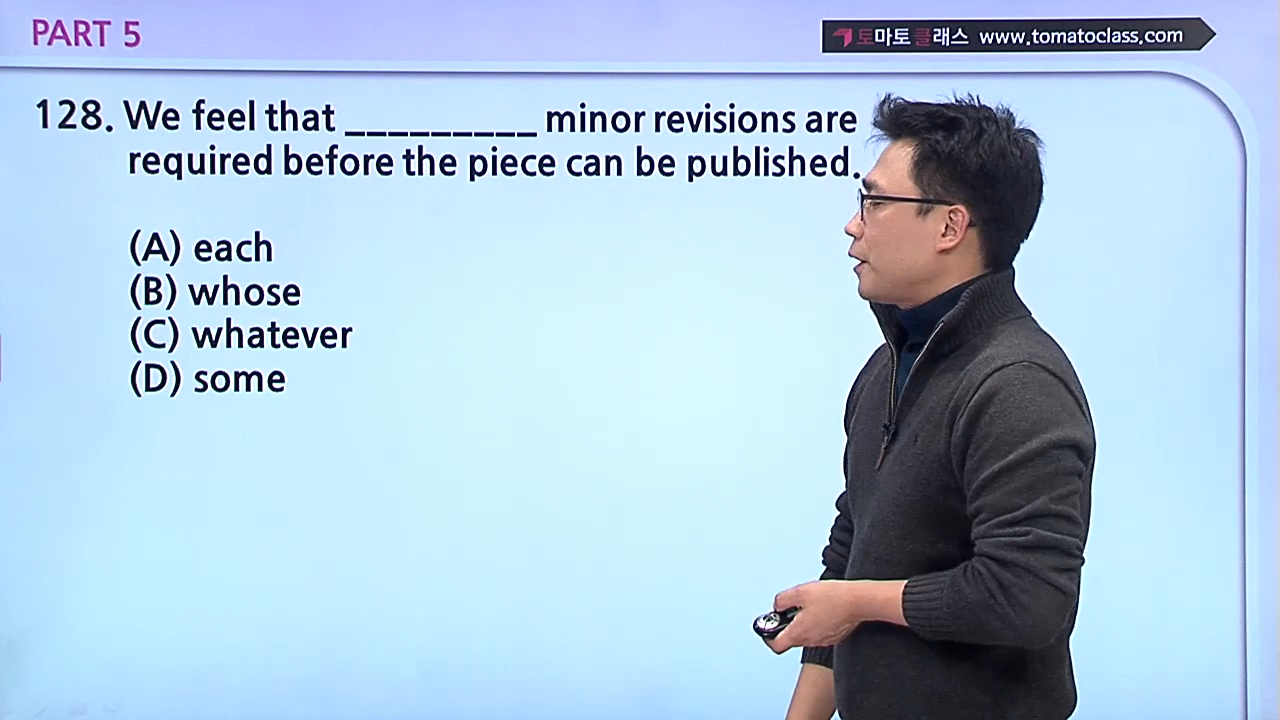 PART 5
토마토클래스 www.tomatoclass.com
128. We feel that _________ minor revisions are
required before the piece can be published.
(A) each
(B) whose
(C) whatever
(D) some